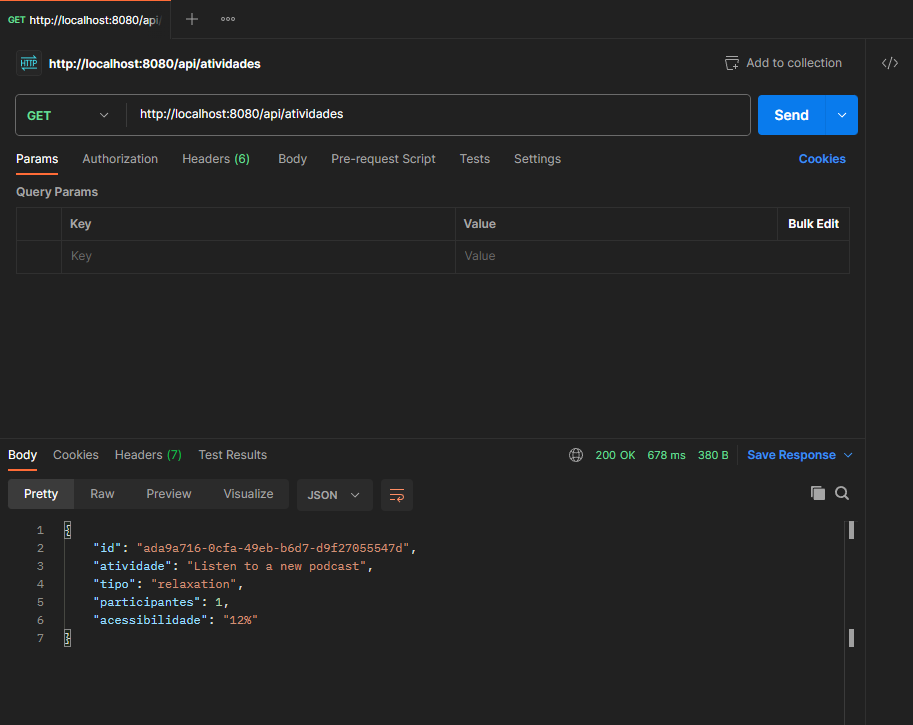 GET http://localhost:8080/api/
HTTP http://localhost:8080/api/atividades
Add to collection
GET http://localhost:8080/api/atividades
Send
Params Authorization Headers (6) Body Pre-request Script Tests Settings Cookies
Query Params
Key Value Bulk Edit
Key Value
Body Cookies Headers (7) Test Results 200 OK 678 ms 380 B Save Response
Pretty Raw Preview Visualize JSON
1 {
2 "id": "ada9a716-0cfa-49eb-b6d7-d9f27055547d",
3 "atividade": "Listen to a new podcast",
4 "tipo": "relaxation",
5 "participantes": 1,
6 "acessibilidade": "12%"
7 }